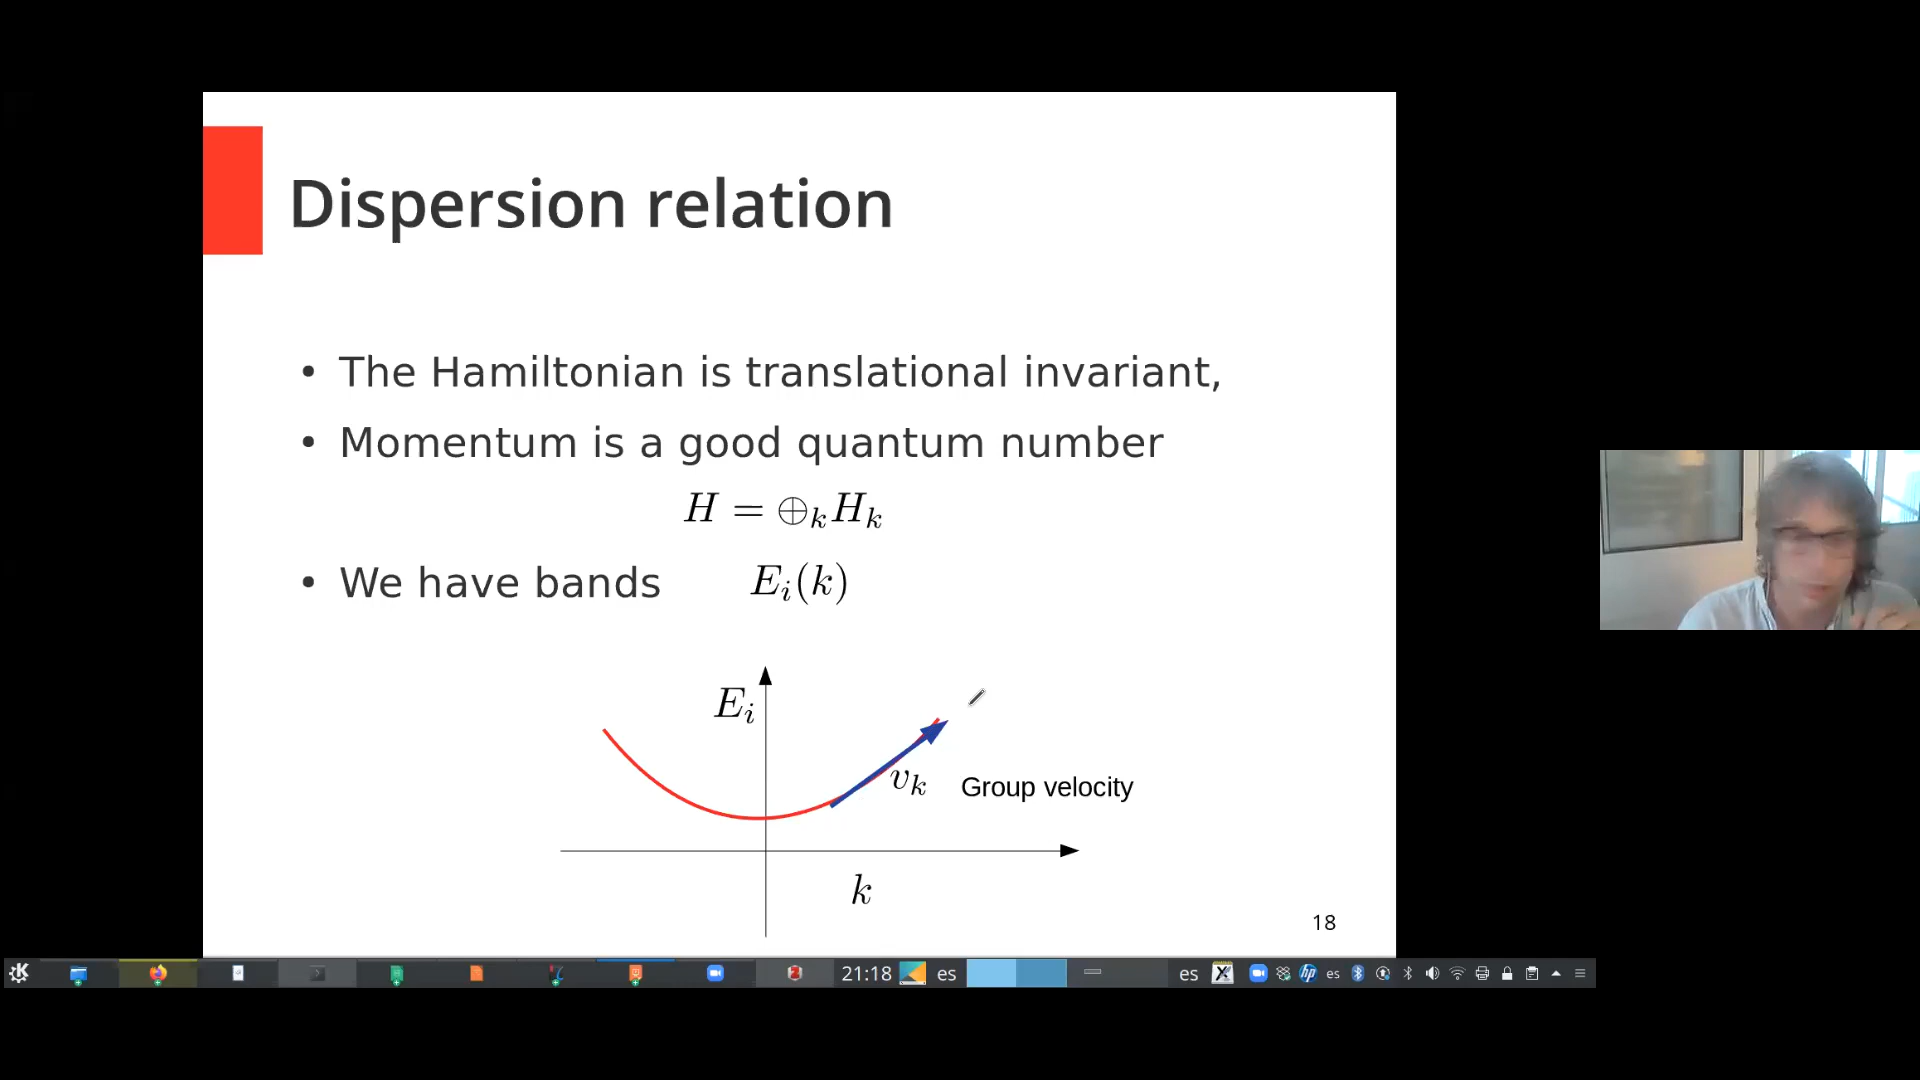 Dispersion relation
• The Hamiltonian is translational invariant,
• Momentum is a good quantum number
H = ⊕ₖHₖ
• We have bands Eᵢ(k)
Eᵢ
vₖ Group velocity
k
18
21:18 es es es